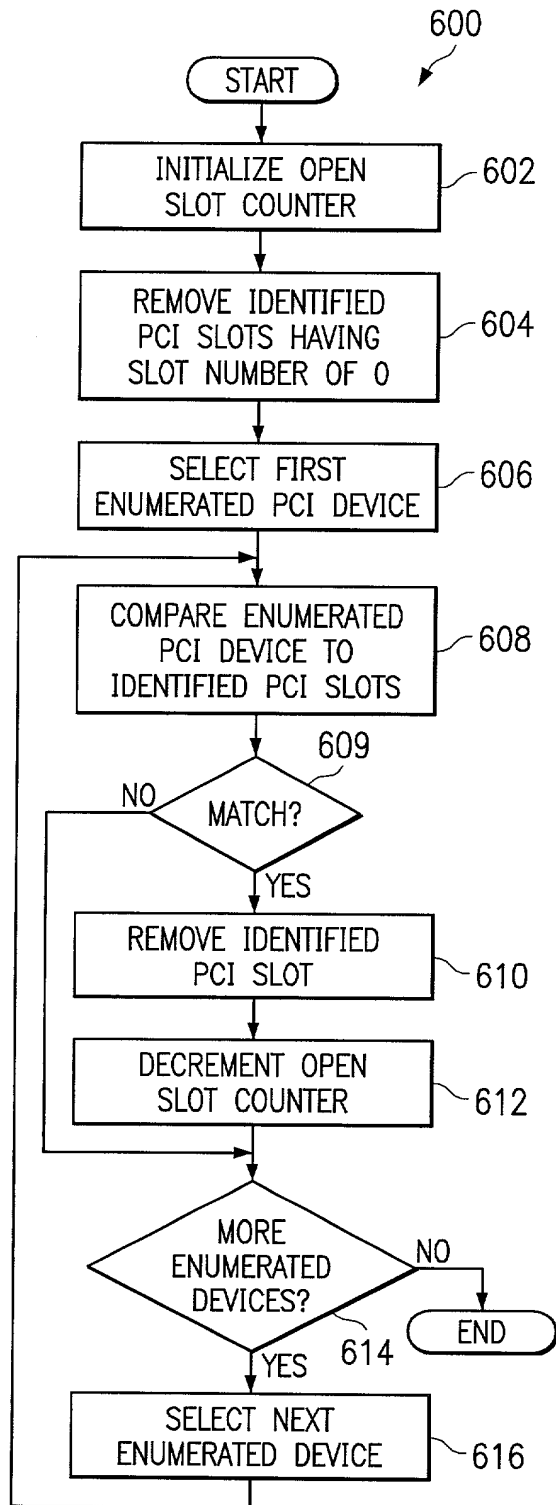 600
START
INITIALIZE OPEN
SLOT COUNTER
602
REMOVE IDENTIFIED
PCI SLOTS HAVING
SLOT NUMBER OF 0
604
SELECT FIRST
ENUMERATED PCI DEVICE
606
COMPARE ENUMERATED
PCI DEVICE TO
IDENTIFIED PCI SLOTS
608
609
NO
MATCH?
YES
REMOVE IDENTIFIED
PCI SLOT
610
DECREMENT OPEN
SLOT COUNTER
612
MORE
ENUMERATED
DEVICES?
NO
END
614
YES
SELECT NEXT
ENUMERATED DEVICE
616